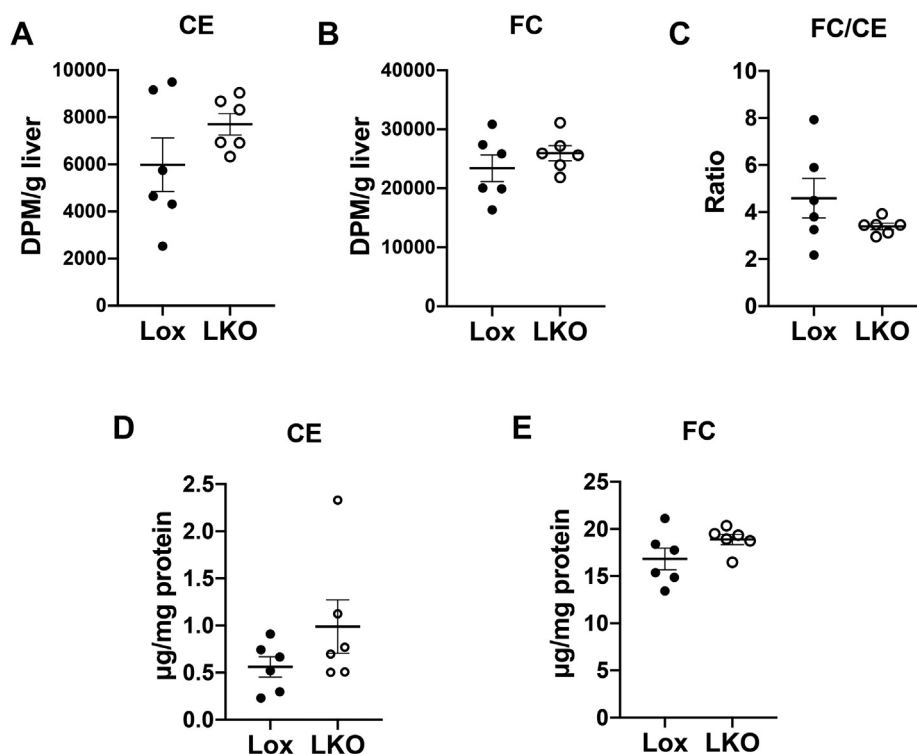 A
CE
DPM/g liver
10000
8000
6000
4000
2000
0
Lox LKO
B
FC
DPM/g liver
40000
30000
20000
10000
0
Lox LKO
C
FC/CE
Ratio
10
8
6
4
2
0
Lox LKO
D
CE
µg/mg protein
2.5
2.0
1.5
1.0
0.5
0.0
Lox LKO
E
FC
µg/mg protein
25
20
15
10
5
0
Lox LKO